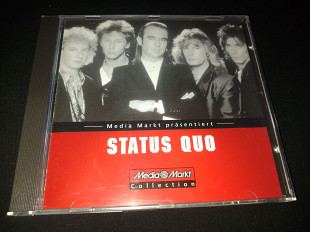 Media Markt präsentiert
STATUS QUO
Media Markt
Collection